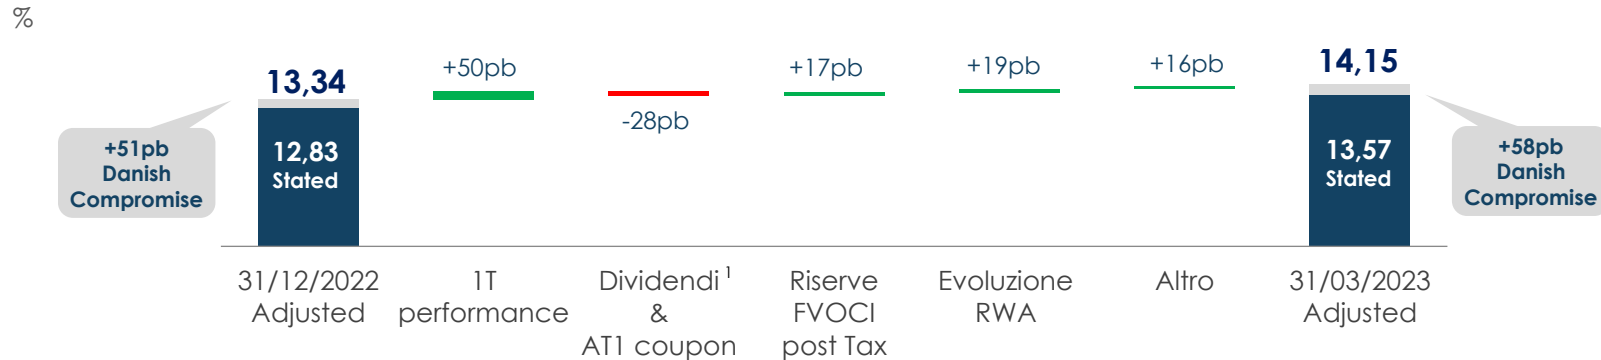 %
13,34
+50pb
-28pb
+17pb
+19pb
+16pb
14,15
+51pb
Danish
Compromise
12,83
Stated
13,57
Stated
+58pb
Danish
Compromise
31/12/2022
Adjusted
1T
performance
Dividendi ¹
&
AT1 coupon
Riserve
FVOCI
post Tax
Evoluzione
RWA
Altro
31/03/2023
Adjusted